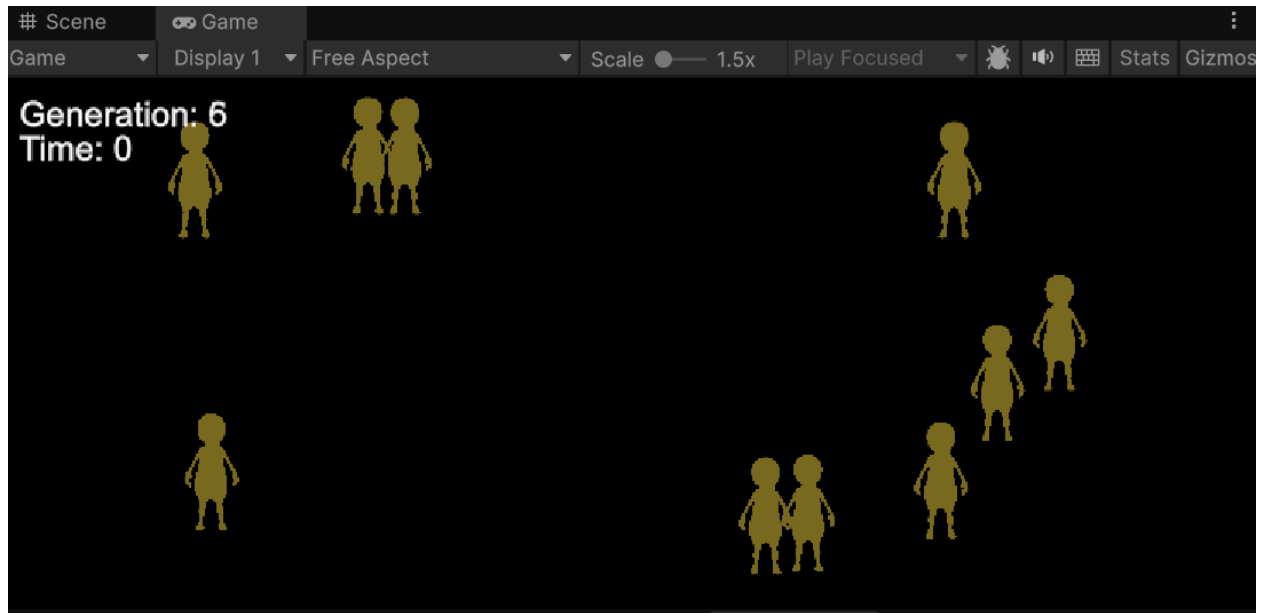 Scene Game
Game Display 1 Free Aspect Scale 1.5x Play Focused Stats Gizmos
Generation: 6
Time: 0